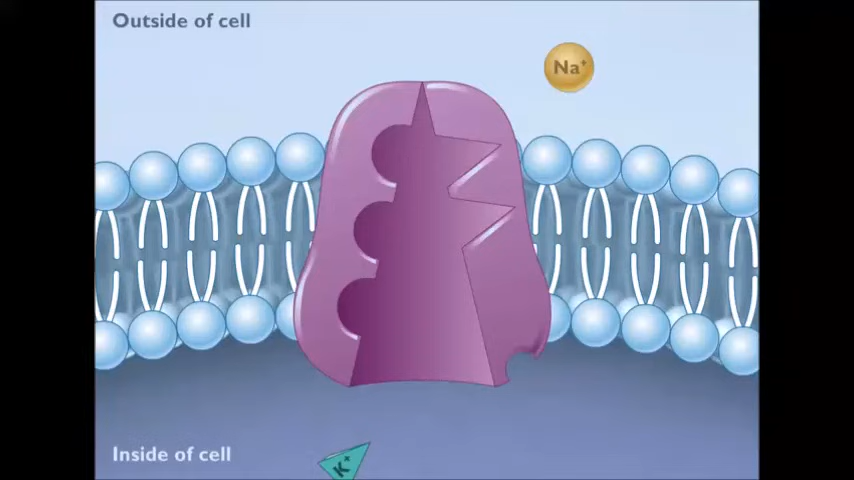 Outside of cell
Na⁺
Inside of cell
K⁺